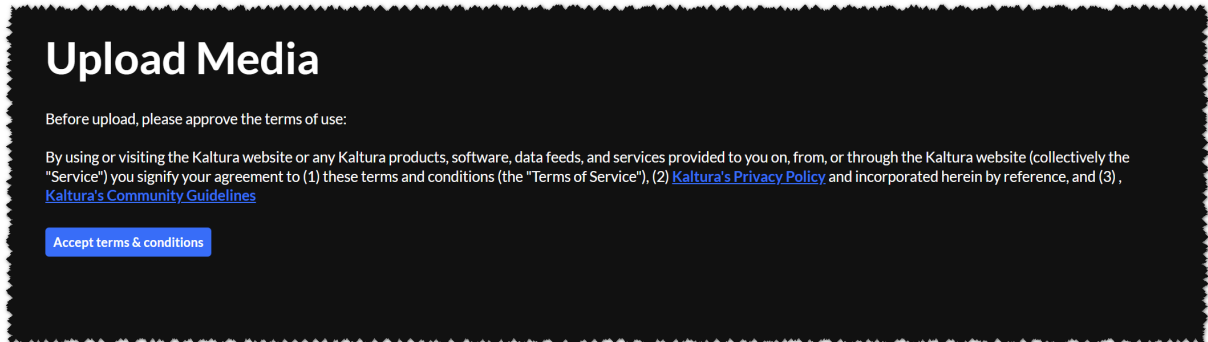 Upload Media
Before upload, please approve the terms of use:
By using or visiting the Kaltura website or any Kaltura products, software, data feeds, and services provided to you on, from, or through the Kaltura website (collectively the
"Service") you signify your agreement to (1) these terms and conditions (the "Terms of Service"), (2) Kaltura's Privacy Policy and incorporated herein by reference, and (3) ,
Kaltura's Community Guidelines
Accept terms & conditions